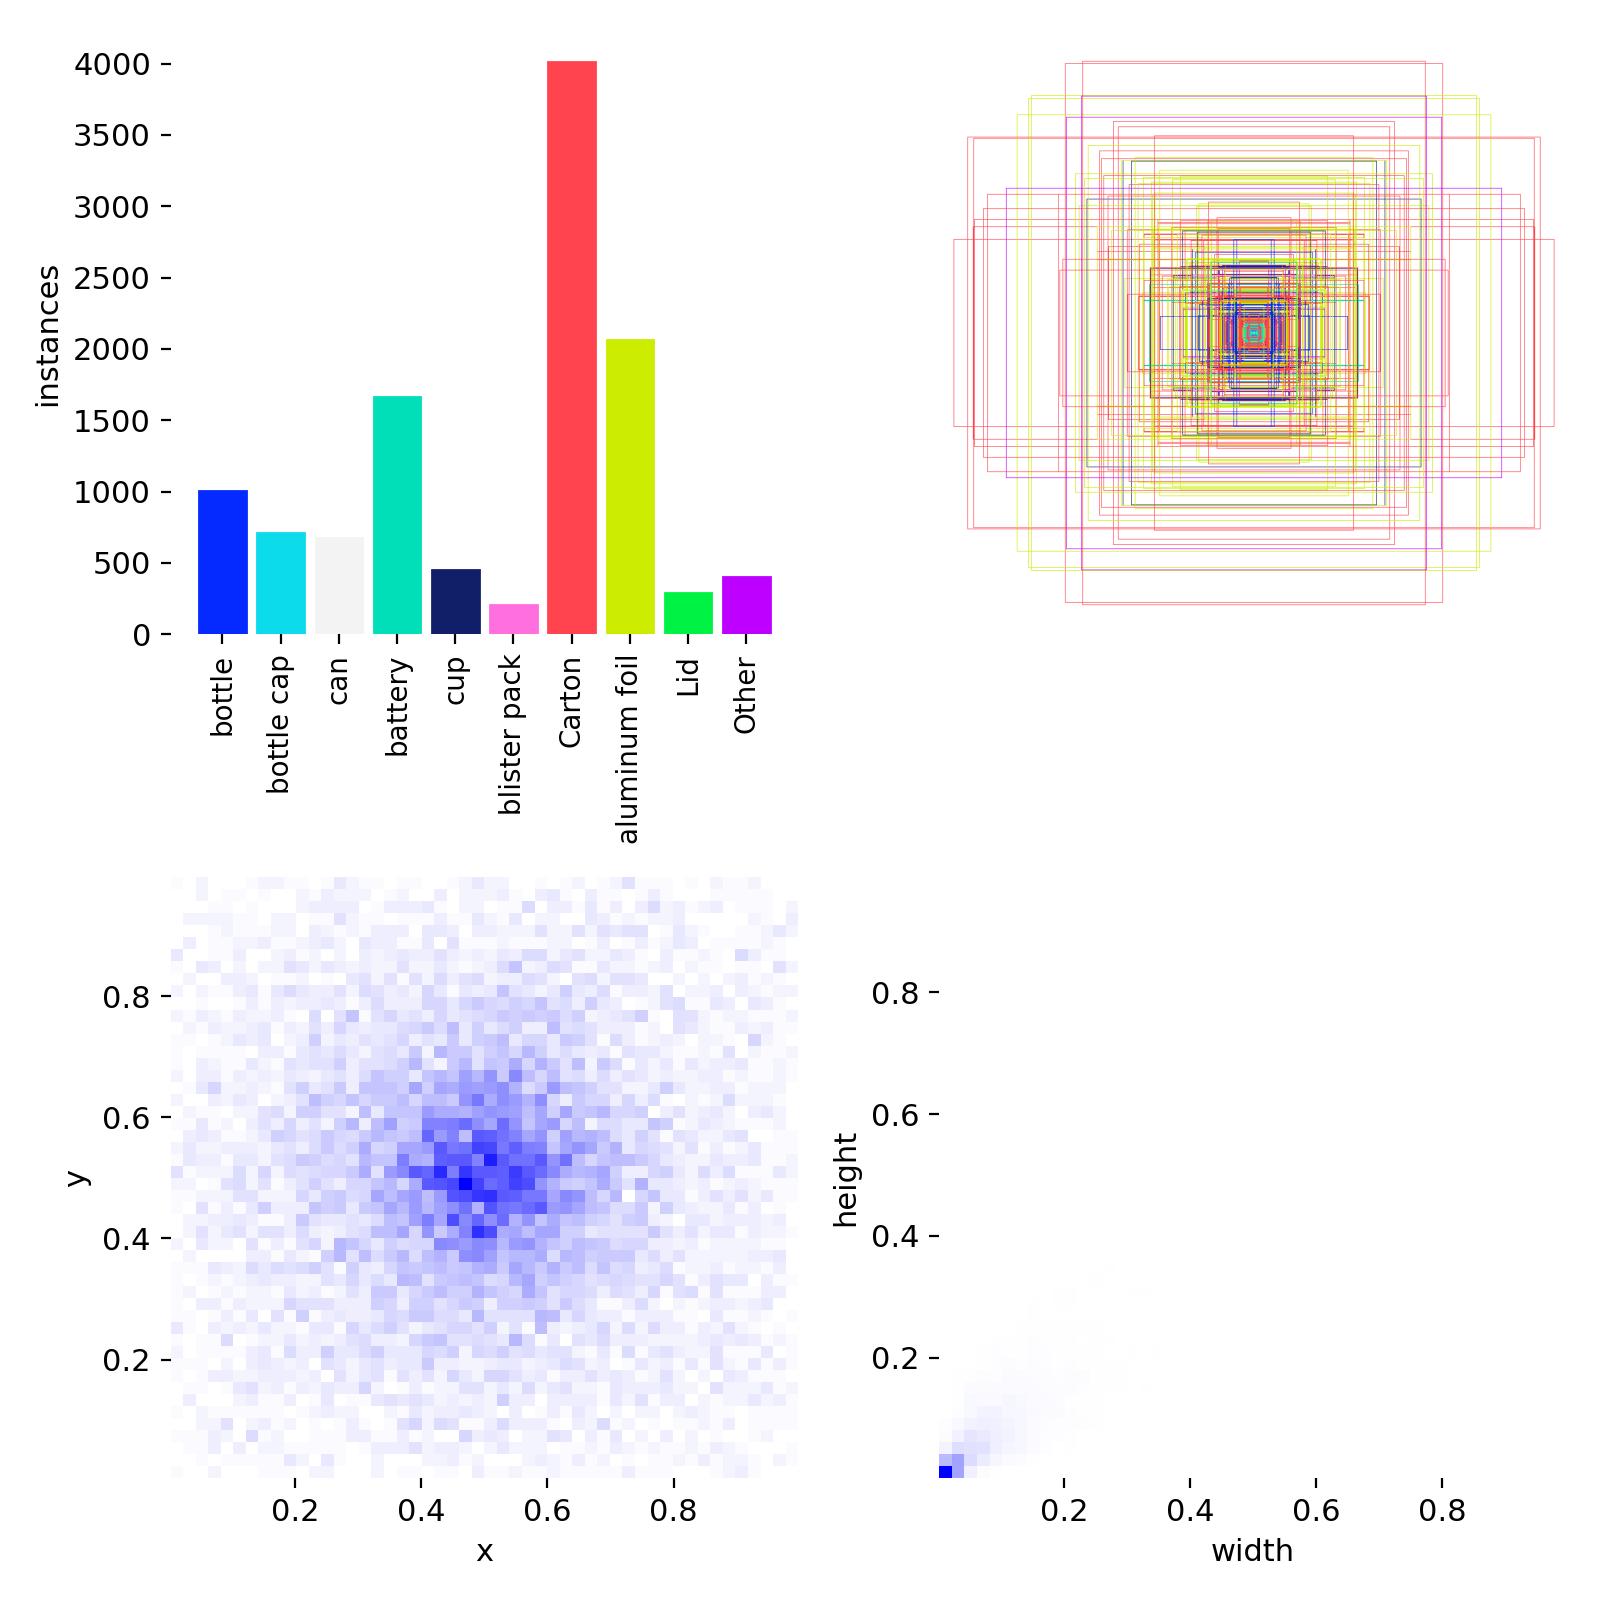 instances
4000
3500
3000
2500
2000
1500
1000
500
0
bottle
bottle cap
can
battery
cup
blister pack
Carton
aluminum foil
Lid
Other
y
0.8
0.6
0.4
0.2
0.2 0.4 0.6 0.8
x
height
0.8
0.6
0.4
0.2
0.2 0.4 0.6 0.8
width